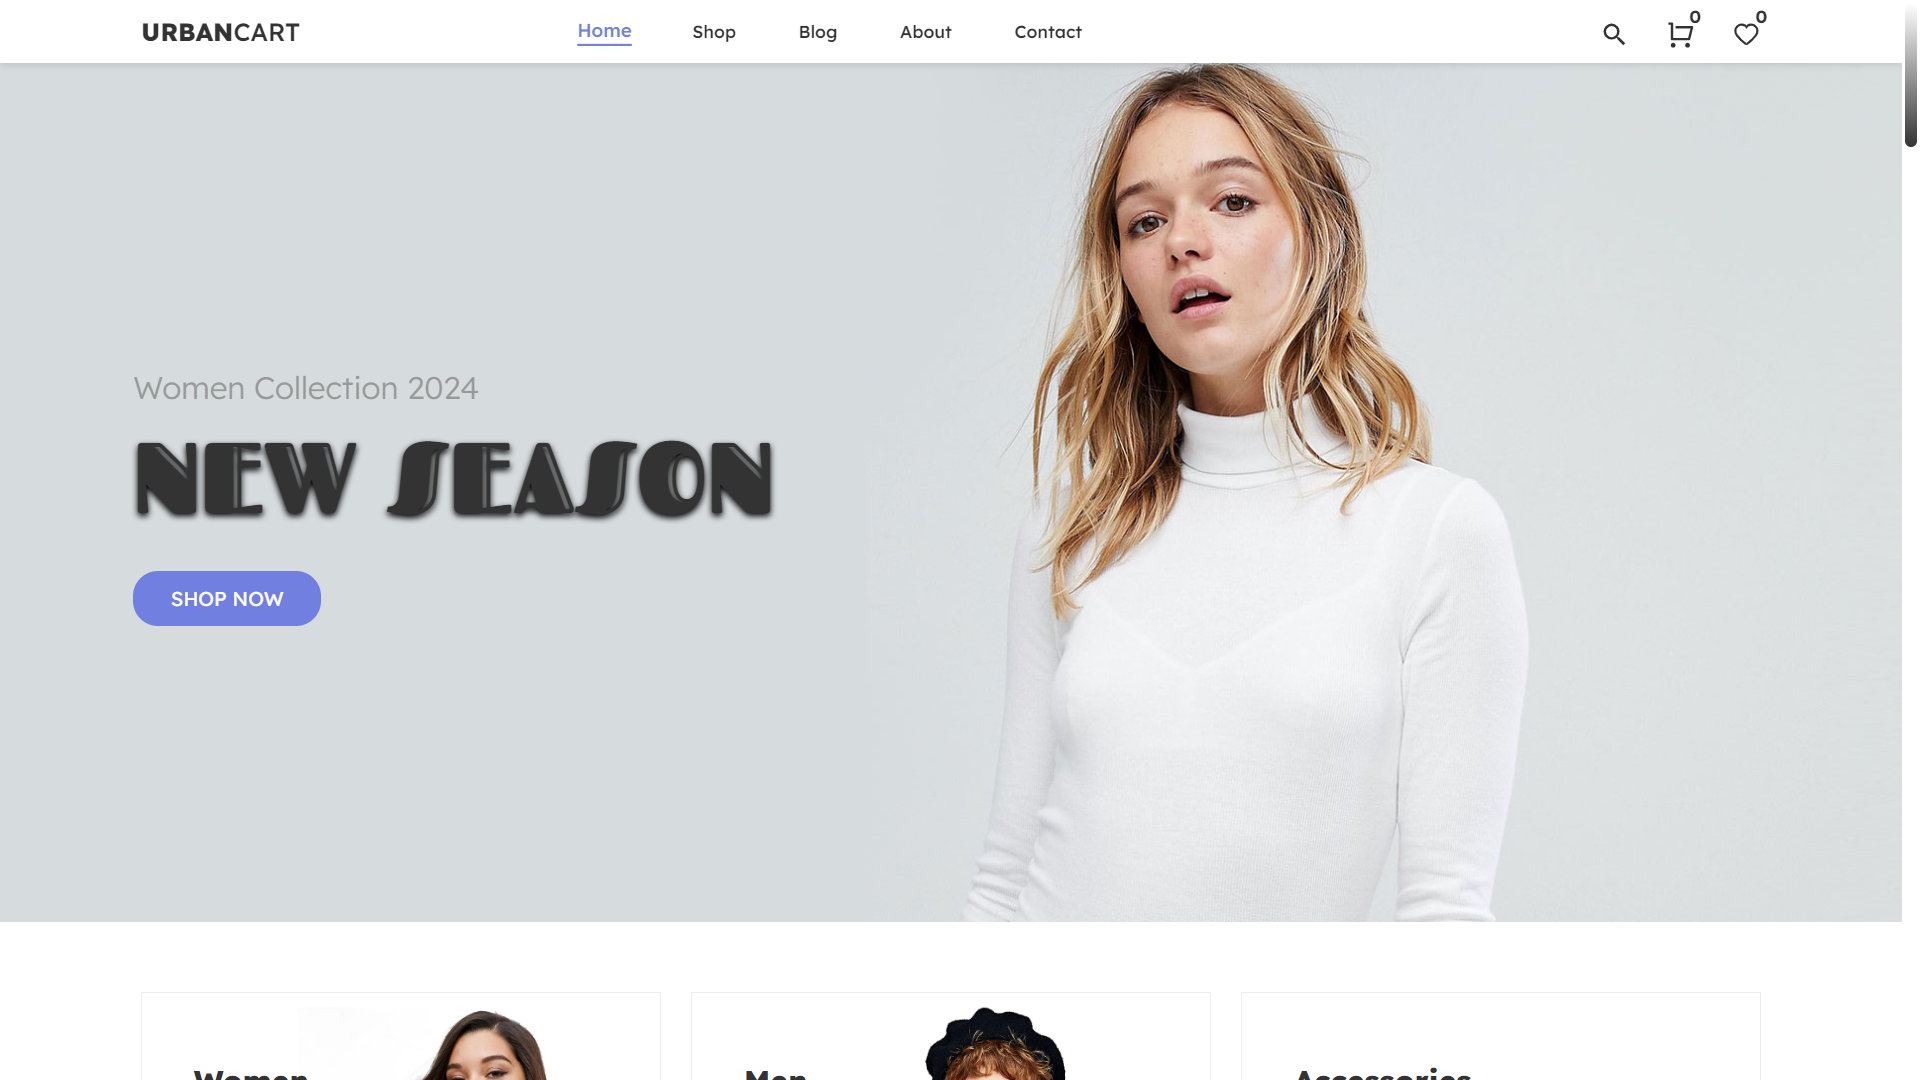 URBANCART
Home
Shop
Blog
About
Contact
0
0
Women Collection 2024
NEW SEASON
SHOP NOW
Women
Men
Accessories